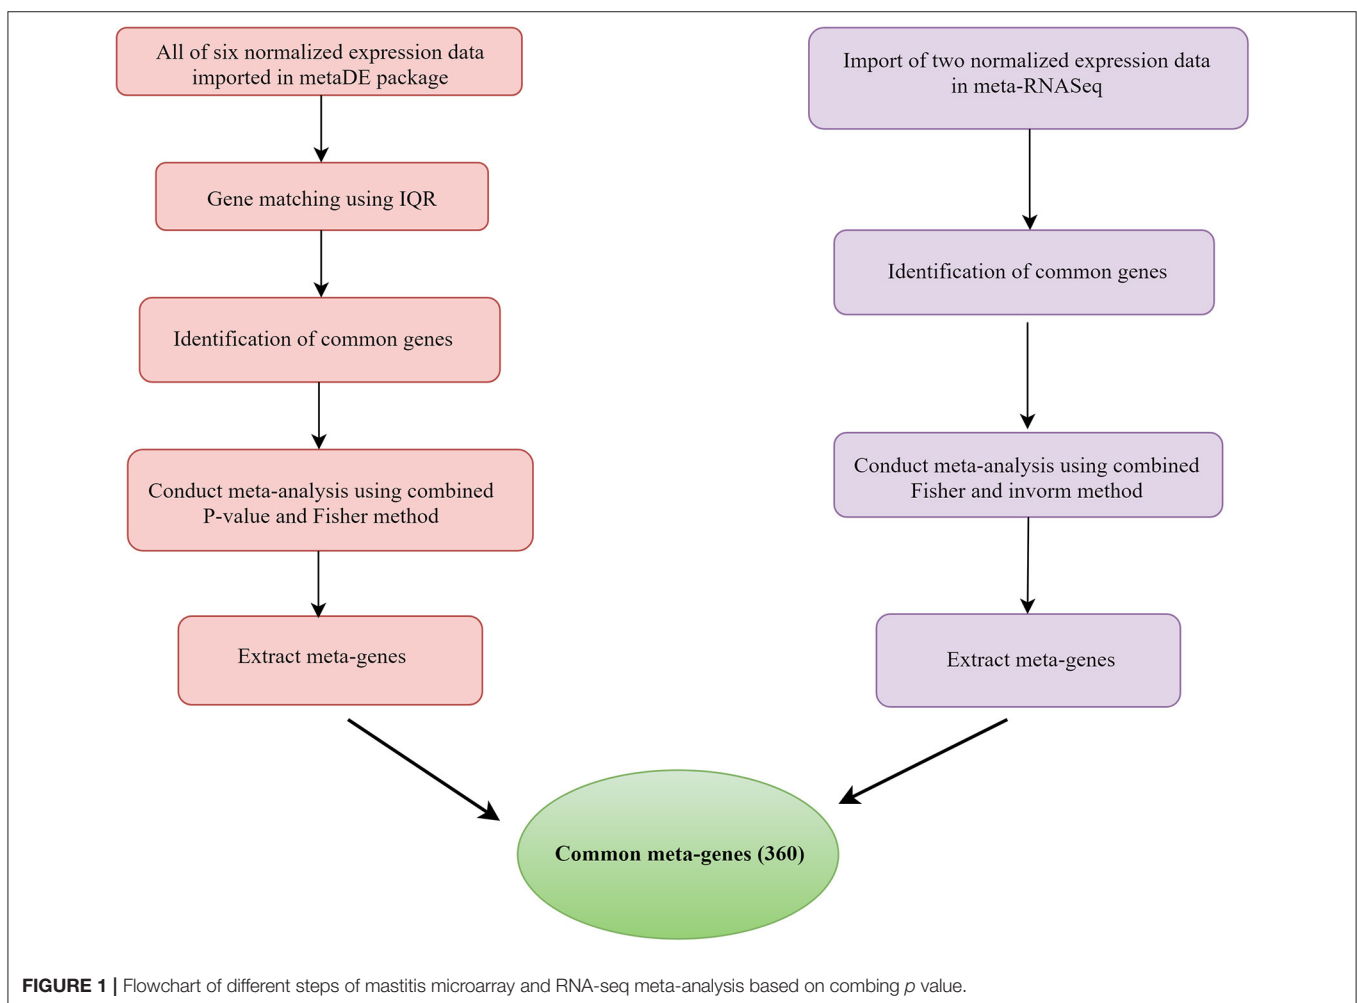 All of six normalized expression data
imported in metaDE package
Gene matching using IQR
Identification of common genes
Conduct meta-analysis using combined
P-value and Fisher method
Extract meta-genes
Import of two normalized expression data
in meta-RNASeq
Identification of common genes
Conduct meta-analysis using combined
Fisher and invorm method
Extract meta-genes
Common meta-genes (360)
FIGURE 1 | Flowchart of different steps of mastitis microarray and RNA-seq meta-analysis based on combing p value.